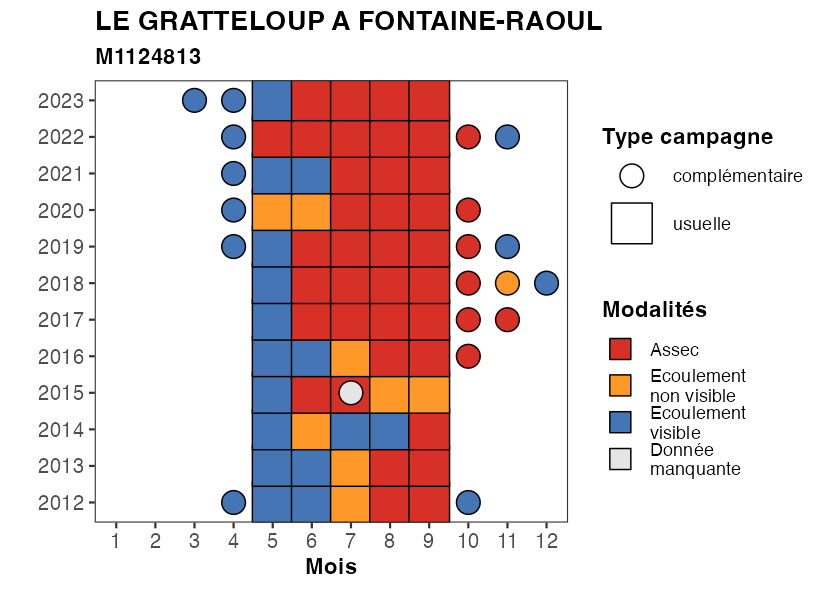 LE GRATTELOUP A FONTAINE-RAOUL
M1124813
2023
2022
2021
2020
2019
2018
2017
2016
2015
2014
2013
2012
1 2 3 4 5 6 7 8 9 10 11 12
Mois
Type campagne
complémentaire
usuelle
Modalités
Assec
Ecoulement
non visible
Ecoulement
visible
Donnée
manquante